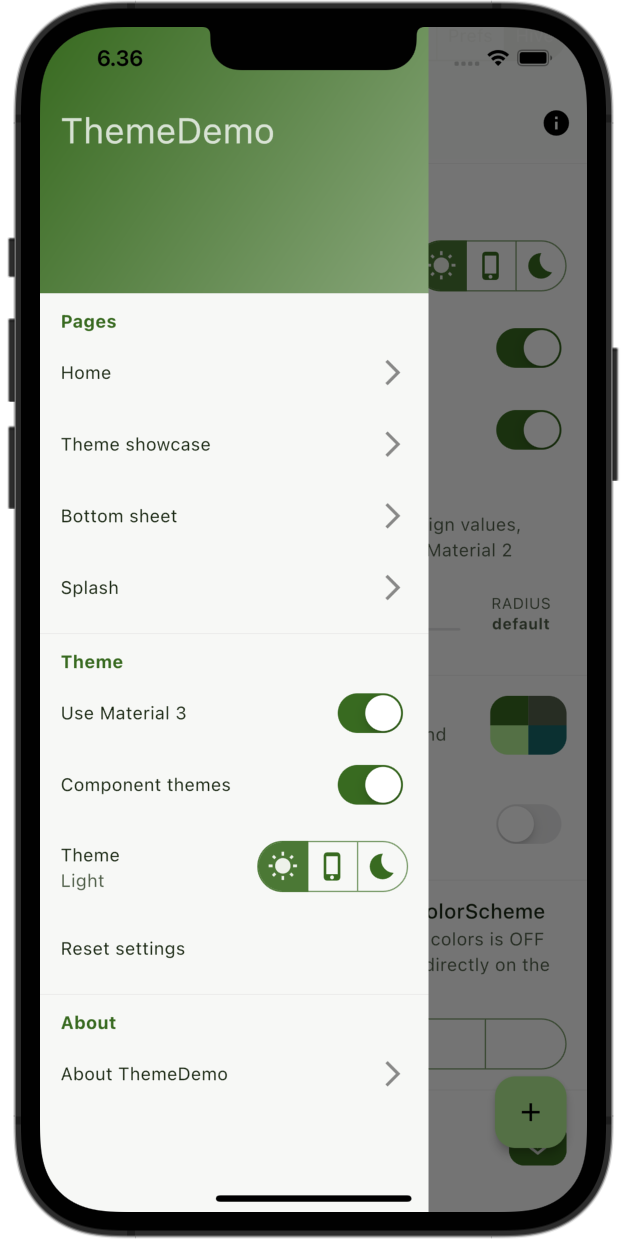 6.36
Prefs
ThemeDemo
Pages
Home
Theme showcase
Bottom sheet
Splash
Theme
Use Material 3
Component themes
Theme
Light
Reset settings
About
About ThemeDemo
ign values,
Material 2
RADIUS
default
nd
olorScheme
colors is OFF
directly on the